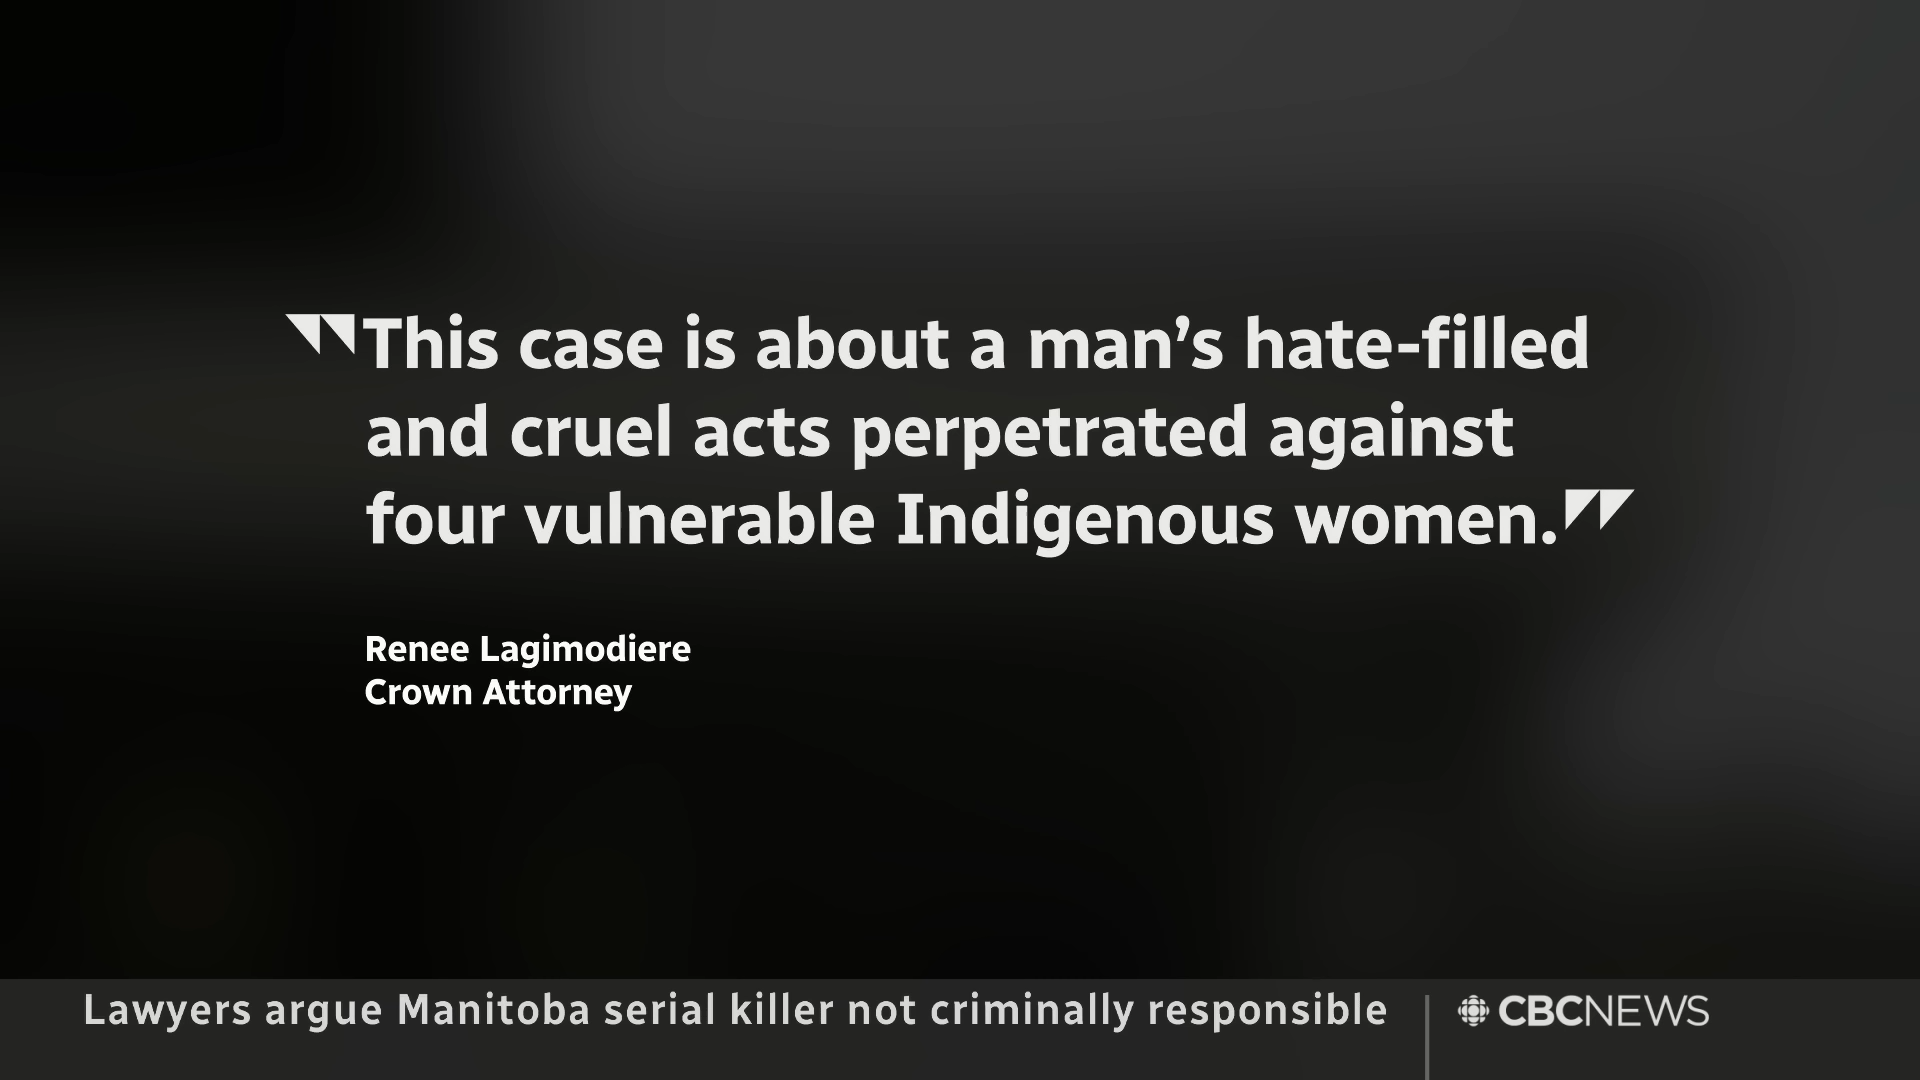 "This case is about a man’s hate-filled
and cruel acts perpetrated against
four vulnerable Indigenous women."
Renee Lagimodiere
Crown Attorney
Lawyers argue Manitoba serial killer not criminally responsible
CBCNEWS